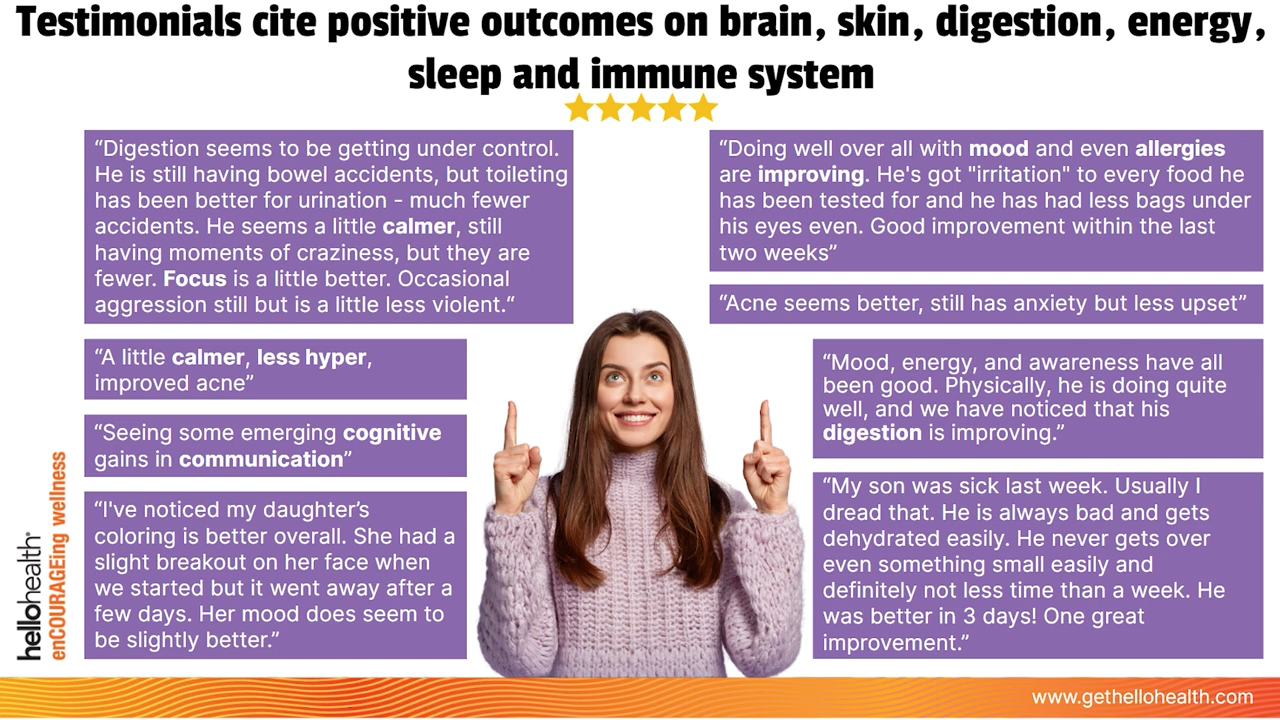 Testimonials cite positive outcomes on brain, skin, digestion, energy,
sleep and immune system
“Digestion seems to be getting under control.
He is still having bowel accidents, but toileting
has been better for urination - much fewer
accidents. He seems a little calmer, still
having moments of craziness, but they are
fewer. Focus is a little better. Occasional
aggression still but is a little less violent.“
“A little calmer, less hyper,
improved acne”
“Seeing some emerging cognitive
gains in communication”
“I've noticed my daughter’s
coloring is better overall. She had a
slight breakout on her face when
we started but it went away after a
few days. Her mood does seem to
be slightly better.”
“Doing well over all with mood and even allergies
are improving. He's got "irritation" to every food he
has been tested for and he has had less bags under
his eyes even. Good improvement within the last
two weeks”
“Acne seems better, still has anxiety but less upset”
“Mood, energy, and awareness have all
been good. Physically, he is doing quite
well, and we have noticed that his
digestion is improving.”
“My son was sick last week. Usually I
dread that. He is always bad and gets
dehydrated easily. He never gets over
even something small easily and
definitely not less time than a week. He
was better in 3 days! One great
improvement.”
hellohealth
enCOURAGEing wellness
www.gethellohealth.com